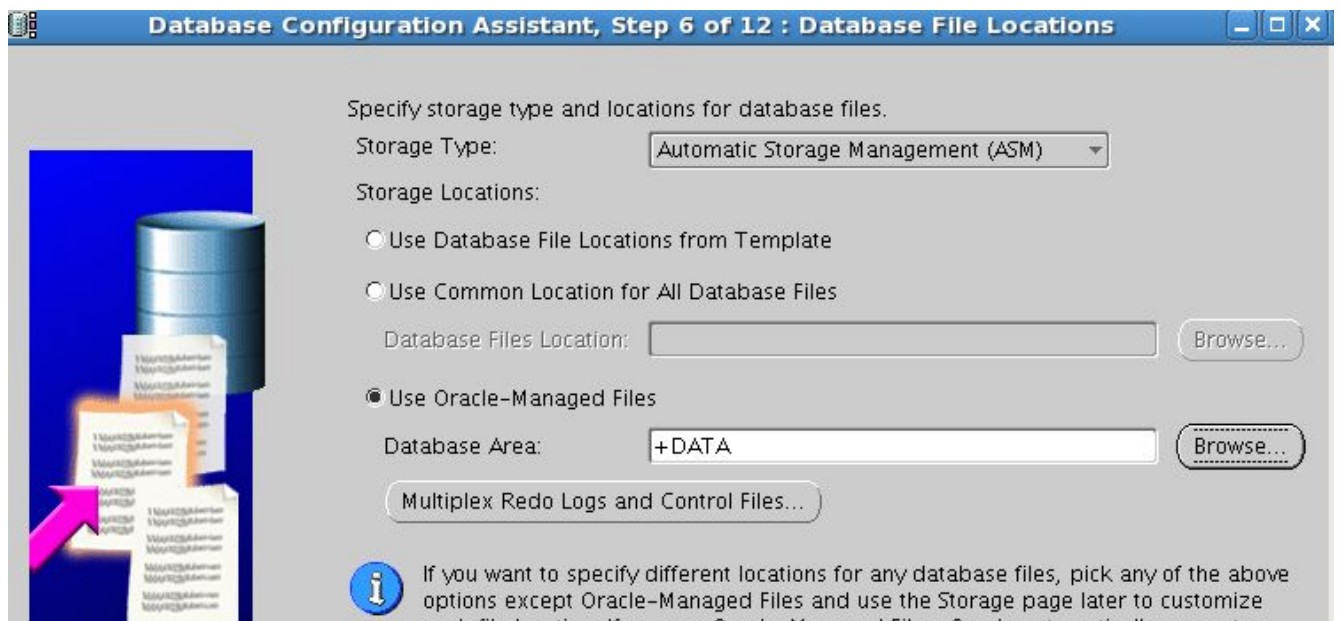 Database Configuration Assistant, Step 6 of 12 : Database File Locations
Specify storage type and locations for database files.
Storage Type: Automatic Storage Management (ASM)
Storage Locations:
Use Database File Locations from Template
Use Common Location for All Database Files
Database Files Location: Browse...
Use Oracle-Managed Files
Database Area: +DATA Browse...
Multiplex Redo Logs and Control Files...
If you want to specify different locations for any database files, pick any of the above
options except Oracle-Managed Files and use the Storage page later to customize